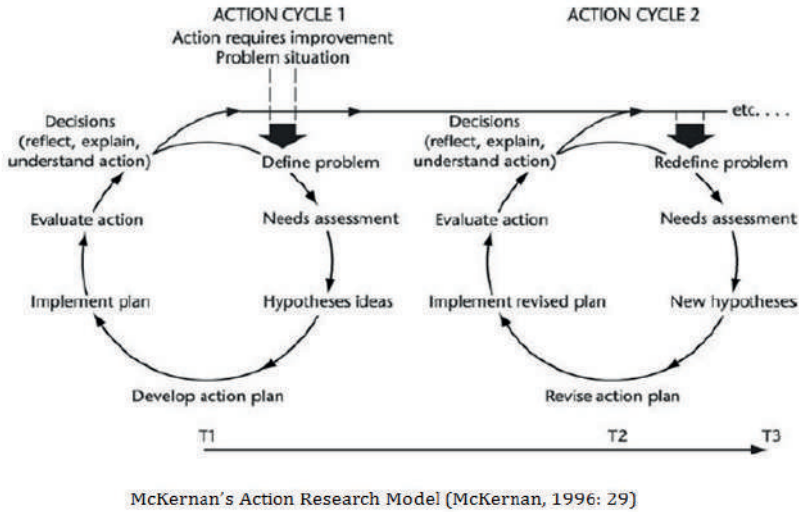 ACTION CYCLE 1
Action requires improvement
Problem situation
Decisions
(reflect, explain,
understand action)
Define problem
Evaluate action
Needs assessment
Implement plan
Hypotheses ideas
Develop action plan
ACTION CYCLE 2
etc. . . .
Decisions
(reflect, explain,
understand action)
Redefine problem
Evaluate action
Needs assessment
Implement revised plan
New hypotheses
Revise action plan
T1
T2
T3
McKernan's Action Research Model (McKernan, 1996: 29)